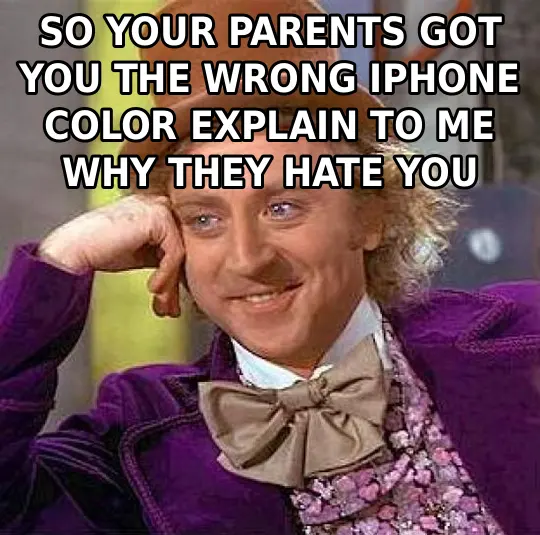 SO YOUR PARENTS GOT
YOU THE WRONG IPHONE
COLOR EXPLAIN TO ME
WHY THEY HATE YOU